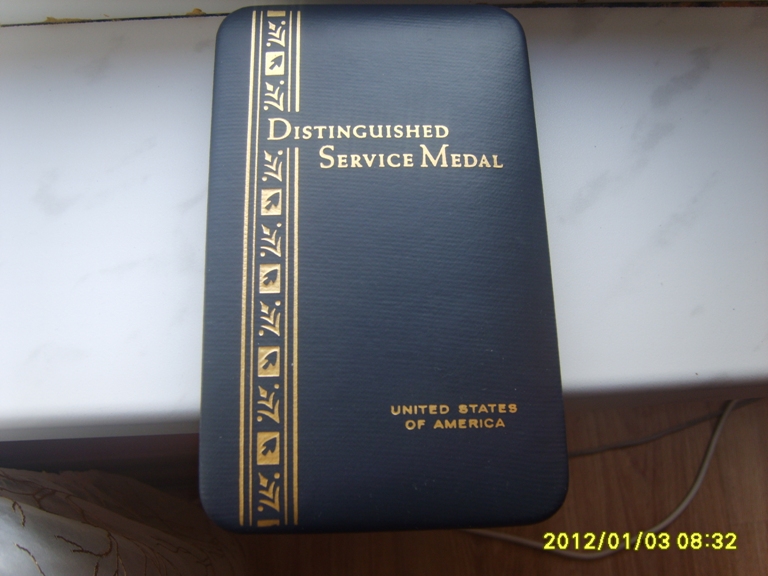 DISTINGUISHED
SERVICE MEDAL
UNITED STATES
OF AMERICA
2012/01/03 08:32